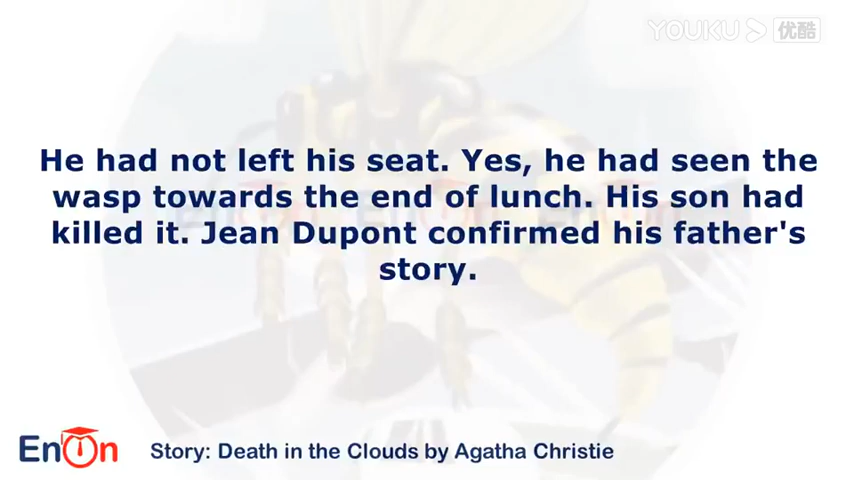 YOUKU 优酷
He had not left his seat. Yes, he had seen the
wasp towards the end of lunch. His son had
killed it. Jean Dupont confirmed his father's
story.
EnOn
Story: Death in the Clouds by Agatha Christie